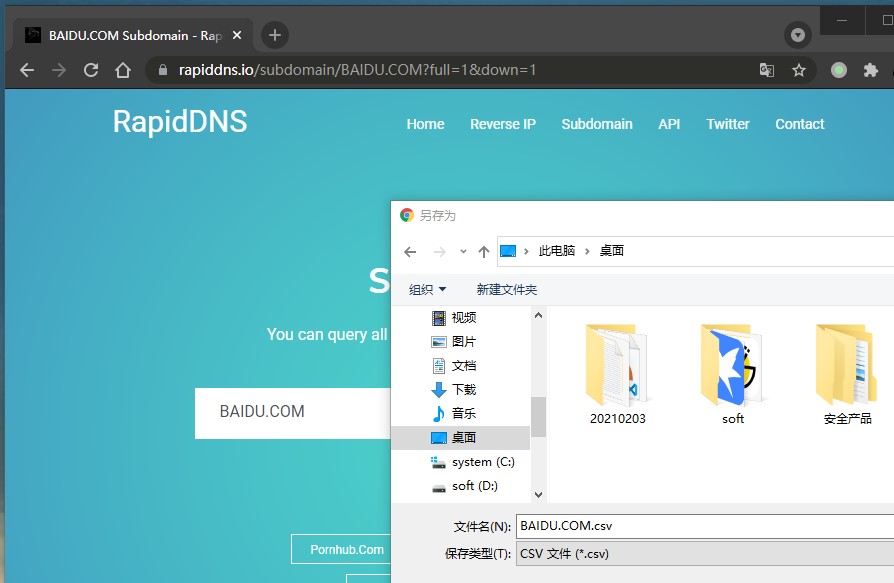 BAIDU.COM Subdomain - Rap
rapiddns.io/subdomain/BAIDU.COM?full=1&down=1
RapidDNS
Home Reverse IP Subdomain API Twitter Contact
另存为
此电脑 › 桌面
组织 新建文件夹
S
You can query all
BAIDU.COM
Pornhub.Com
视频
图片
文档
下载
音乐
桌面
system (C:)
soft (D:)
20210203 soft 安全产品
文件名(N): BAIDU.COM.csv
保存类型(T): CSV 文件 (*.csv)